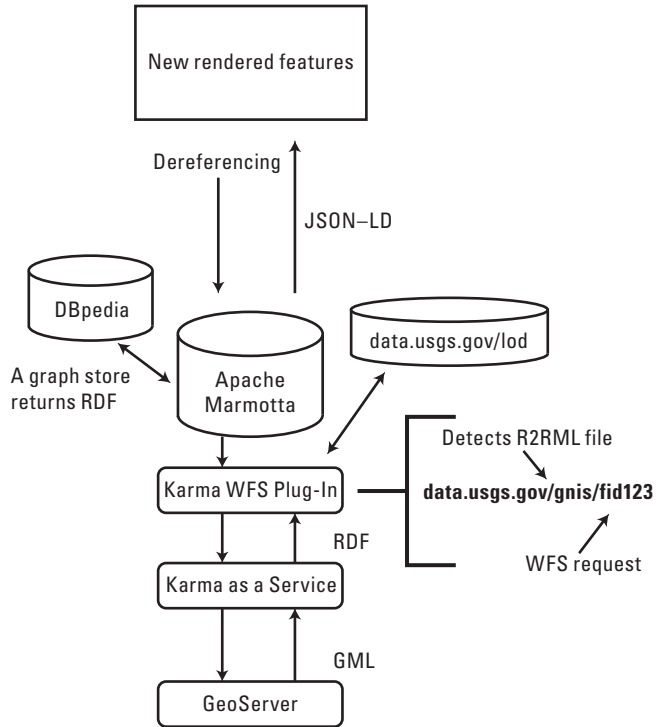 New rendered features
Dereferencing
JSON–LD
DBpedia
data.usgs.gov/lod
A graph store
returns RDF
Apache
Marmotta
Detects R2RML file
Karma WFS Plug-In
data.usgs.gov/gnis/fid123
RDF
WFS request
Karma as a Service
GML
GeoServer